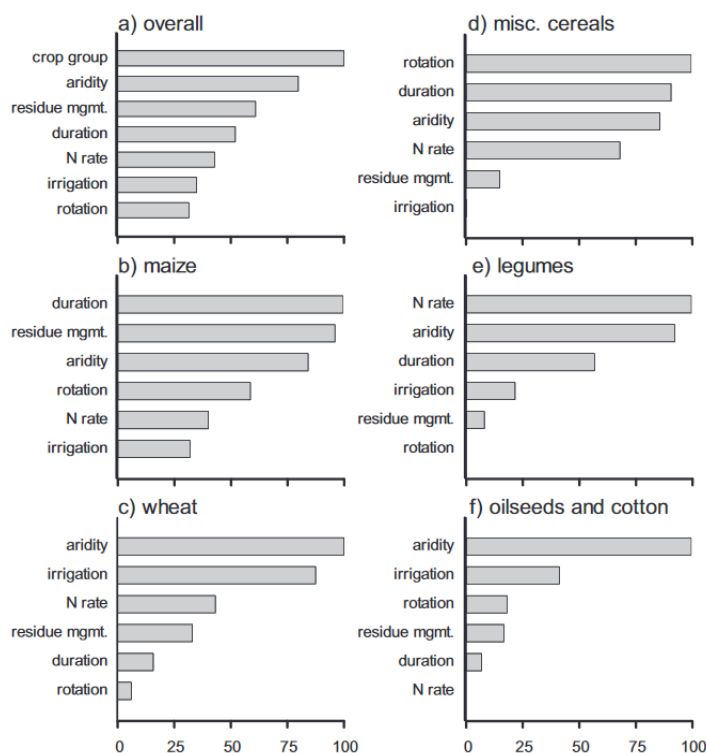 a) overall
crop group
aridity
residue mgmt.
duration
N rate
irrigation
rotation
b) maize
duration
residue mgmt.
aridity
rotation
N rate
irrigation
c) wheat
aridity
irrigation
N rate
residue mgmt.
duration
rotation
0 25 50 75 100
d) misc. cereals
rotation
duration
aridity
N rate
residue mgmt.
irrigation
e) legumes
N rate
aridity
duration
irrigation
residue mgmt.
rotation
f) oilseeds and cotton
aridity
irrigation
rotation
residue mgmt.
duration
N rate
0 25 50 75 100